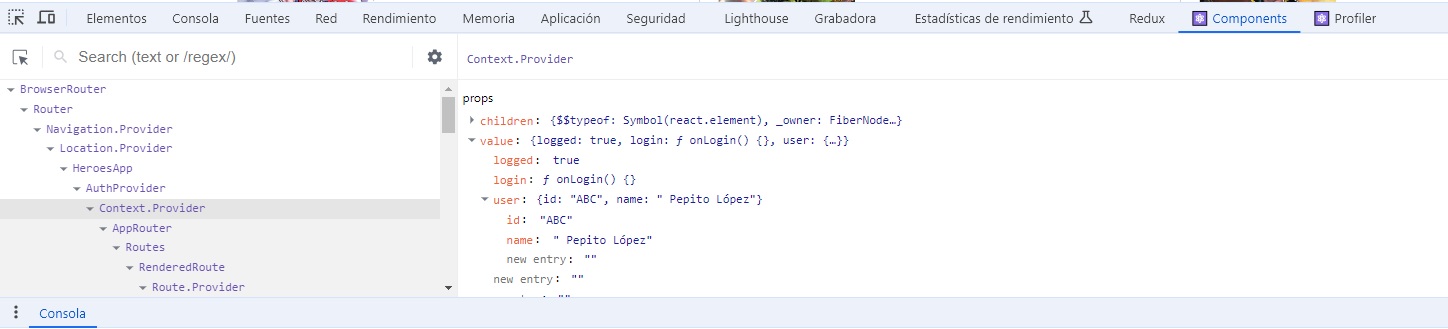 Elementos Consola Fuentes Red Rendimiento Memoria Aplicación Seguridad Lighthouse Grabadora Estadísticas de rendimiento Redux Components Profiler
Search (text or /regex/)
BrowserRouter
Router
Navigation.Provider
Location.Provider
HeroesApp
AuthProvider
Context.Provider
AppRouter
Routes
RenderedRoute
Route.Provider
Context.Provider
props
children: {$$typeof: Symbol(react.element), _owner: FiberNode…}
value: {logged: true, login: ƒ onLogin() {}, user: {…}}
logged: true
login: ƒ onLogin() {}
user: {id: "ABC", name: " Pepito López"}
id: "ABC"
name: " Pepito López"
new entry: ""
new entry: ""
Consola